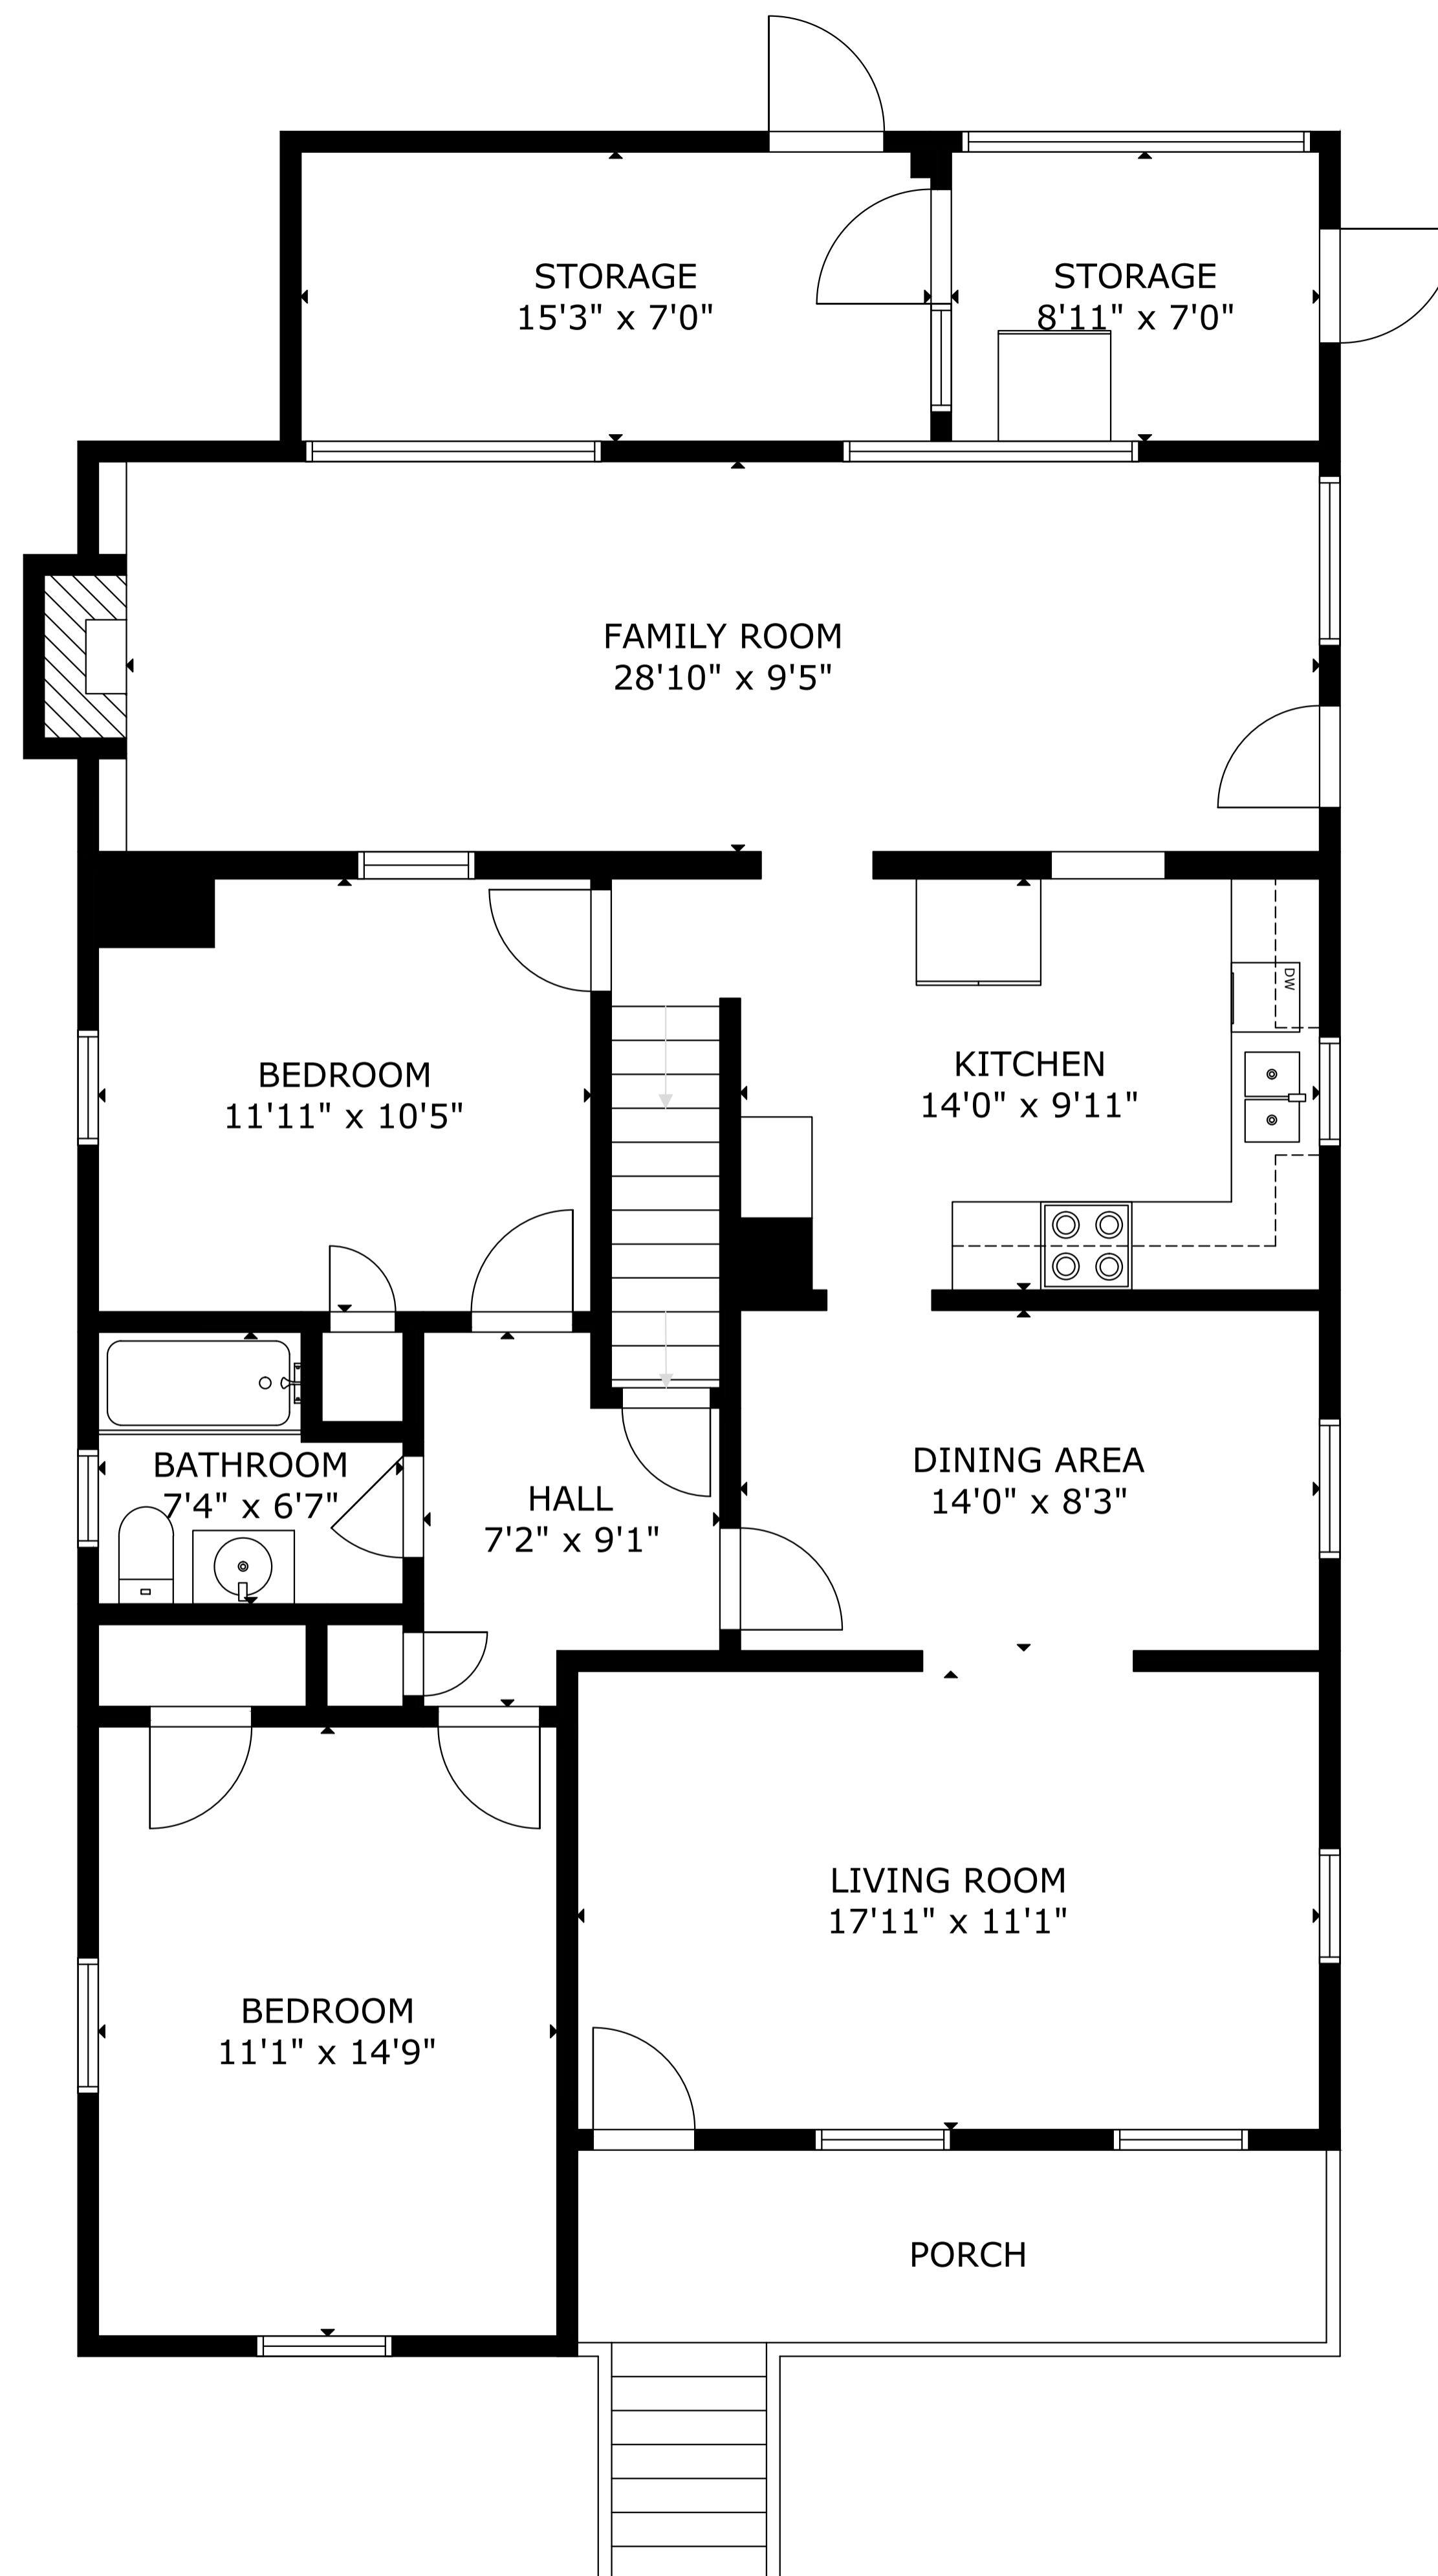 STORAGE
15'3" x 7'0"
STORAGE
8'11" x 7'0"
FAMILY ROOM
28'10" x 9'5"
DW
KITCHEN
14'0" x 9'11"
BEDROOM
11'11" x 10'5"
DINING AREA
14'0" x 8'3"
BATHROOM
7'4" x 6'7"
HALL
7'2" x 9'1"
LIVING ROOM
17'11" x 11'1"
BEDROOM
11'1" x 14'9"
PORCH